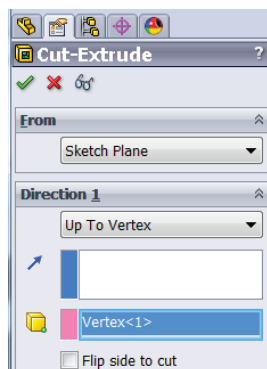 Cut-Extrude ?
From
Sketch Plane
Direction 1
Up To Vertex
Vertex<1>
Flip side to cut